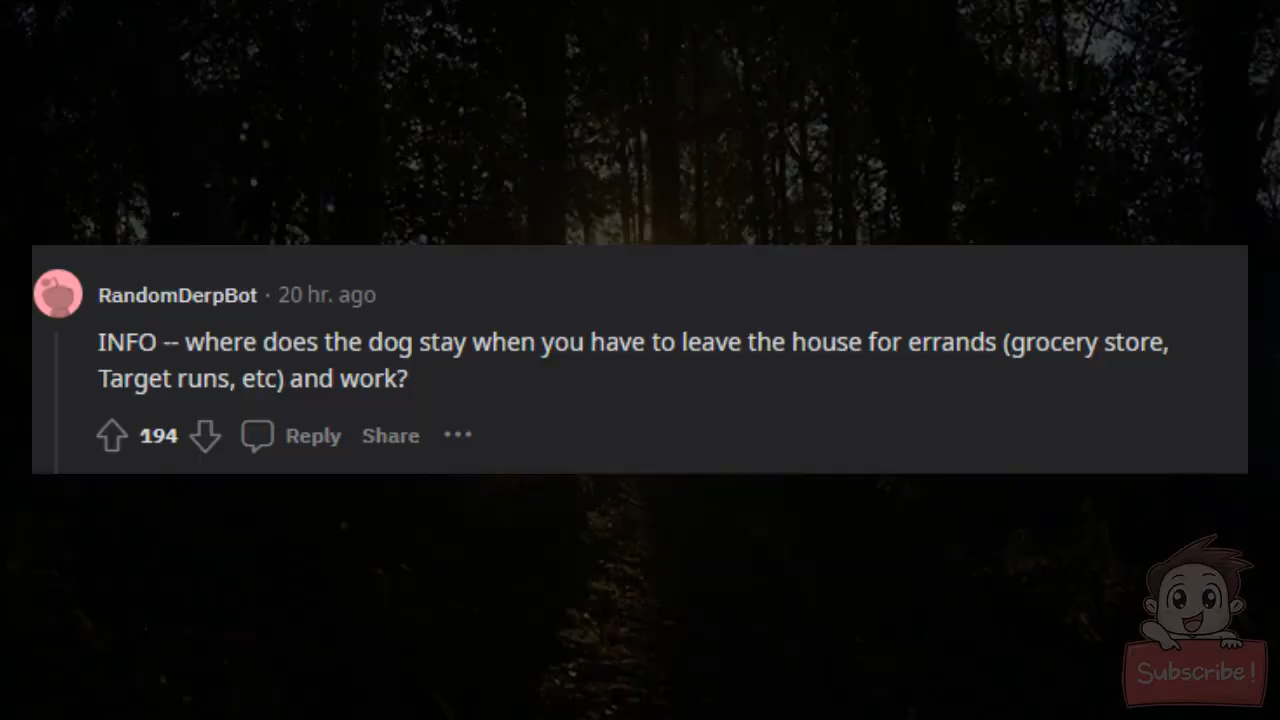 RandomDerpBot · 20 hr. ago
INFO -- where does the dog stay when you have to leave the house for errands (grocery store,
Target runs, etc) and work?
194 Reply Share ···
Subscribe!